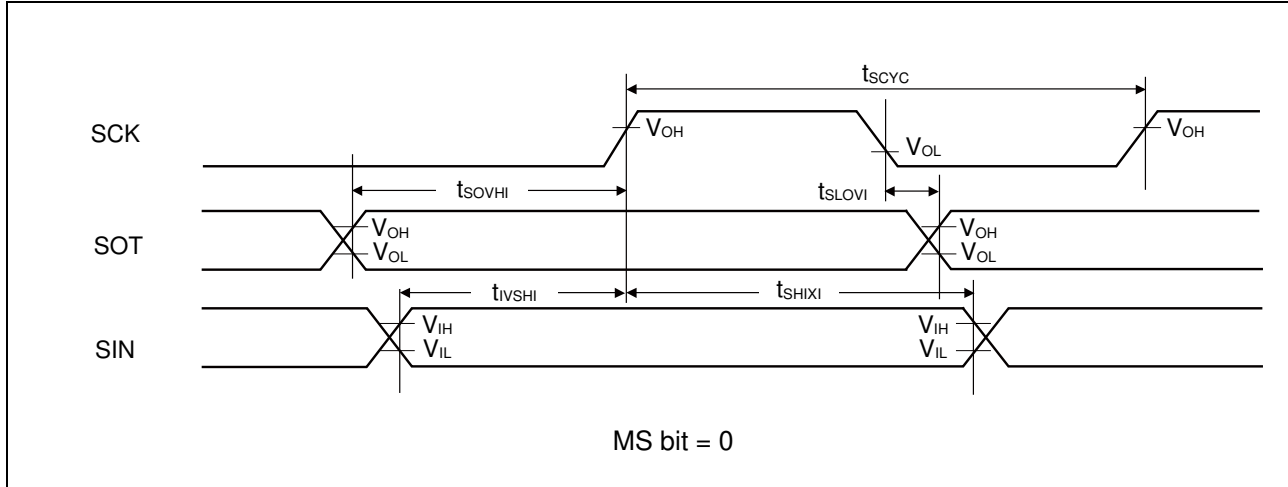 tSCYC
SCK
VOH
VOL
VOH
tSOVHI
tSLOVI
SOT
VOH
VOL
VOH
VOL
tIVSHI
tSHIXI
SIN
VIH
VIL
VIH
VIL
MS bit = 0